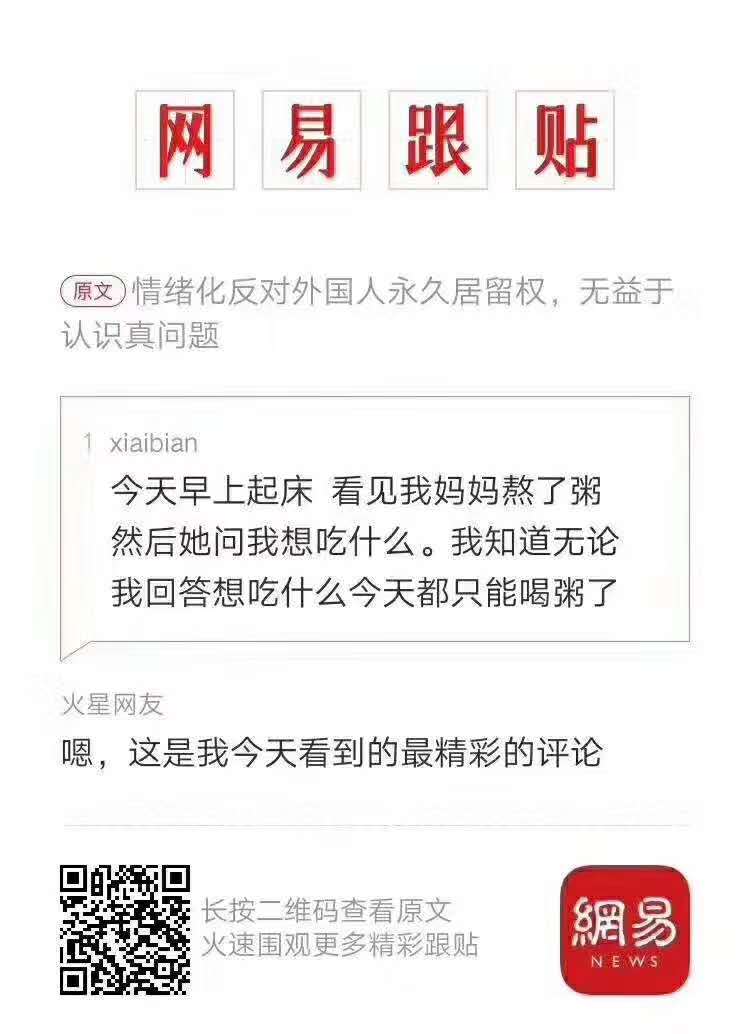 网易跟贴
原文 情绪化反对外国人永久居留权，无益于
认识真问题
1 xiaibian
今天早上起床 看见我妈妈熬了粥
然后她问我想吃什么。我知道无论
我回答想吃什么今天都只能喝粥了
火星网友
嗯，这是我今天看到的最精彩的评论
长按二维码查看原文
火速围观更多精彩跟贴
網易
NEWS